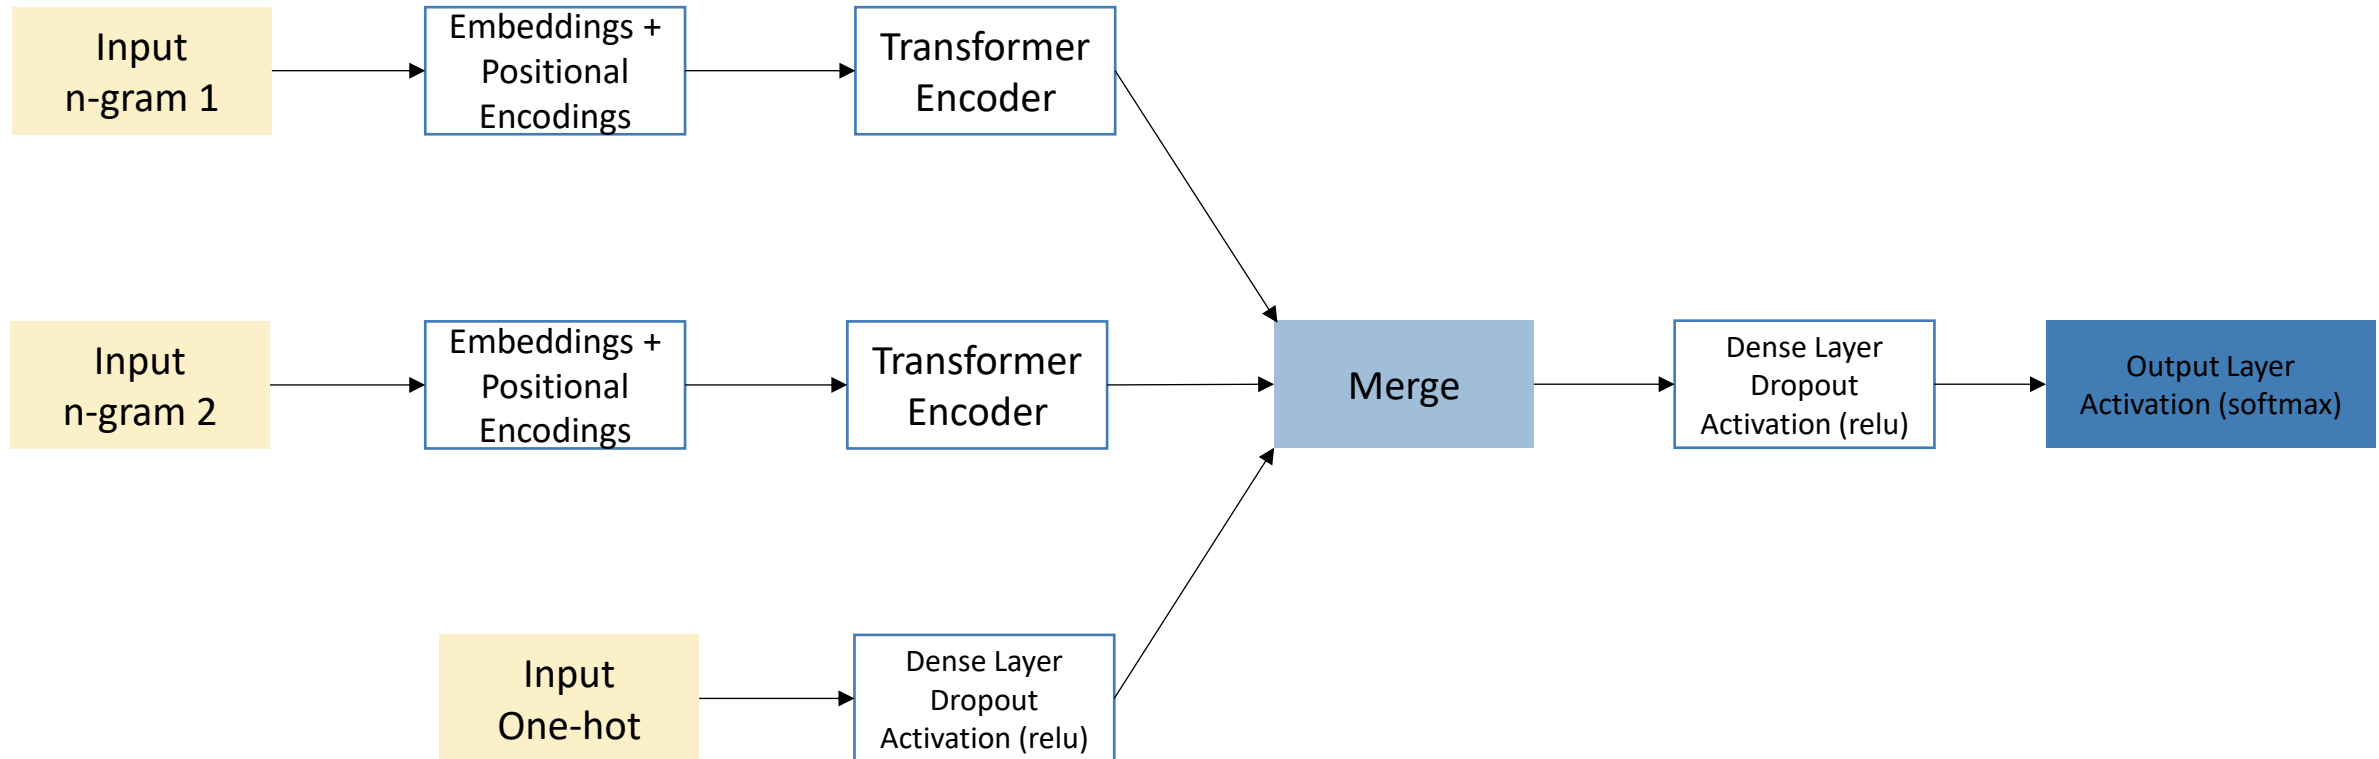 Input
n-gram 1
Embeddings +
Positional
Encodings
Transformer
Encoder
Input
n-gram 2
Embeddings +
Positional
Encodings
Transformer
Encoder
Merge
Dense Layer
Dropout
Activation (relu)
Output Layer
Activation (softmax)
Input
One-hot
Dense Layer
Dropout
Activation (relu)